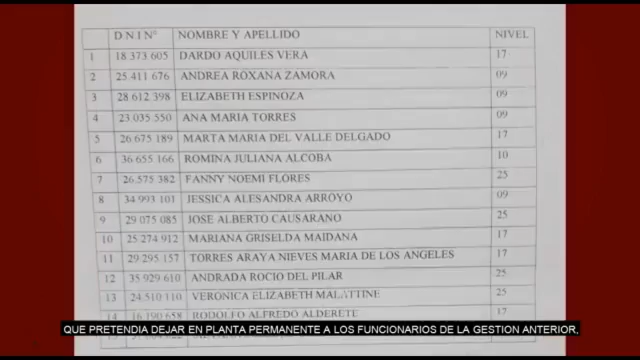 D N I N° NOMBRE Y APELLIDO NIVEL
1 18 373 605 DARDO AQUILES VERA 17
2 25 411 676 ANDREA ROXANA ZAMORA 09
3 28 612 398 ELIZABETH ESPINOZA 09
4 23 035 550 ANA MARIA TORRES 09
5 26 675 189 MARTA MARIA DEL VALLE DELGADO 17
6 36 655 166 ROMINA JULIANA ALCOBA 10
7 26.575 382 FANNY NOEMI FLORES 25
8 34 993 101 JESSICA ALESANDRA ARROYO 09
9 29 075 085 JOSE ALBERTO CAUSARANO 25
10 25 274 912 MARIANA GRISELDA MAIDANA 17
11 29 295 157 TORRES ARAYA NIEVES MARIA DE LOS ANGELES 17
12 35 929 610 ANDRADA ROCIO DEL PILAR 25
13 24 510 110 VERONICA ELIZABETH MALATTINE 25
14 16 190 658 RODOLFO ALFREDO ALDERETE 17
QUE PRETENDIA DEJAR EN PLANTA PERMANENTE A LOS FUNCIONARIOS DE LA GESTION ANTERIOR,